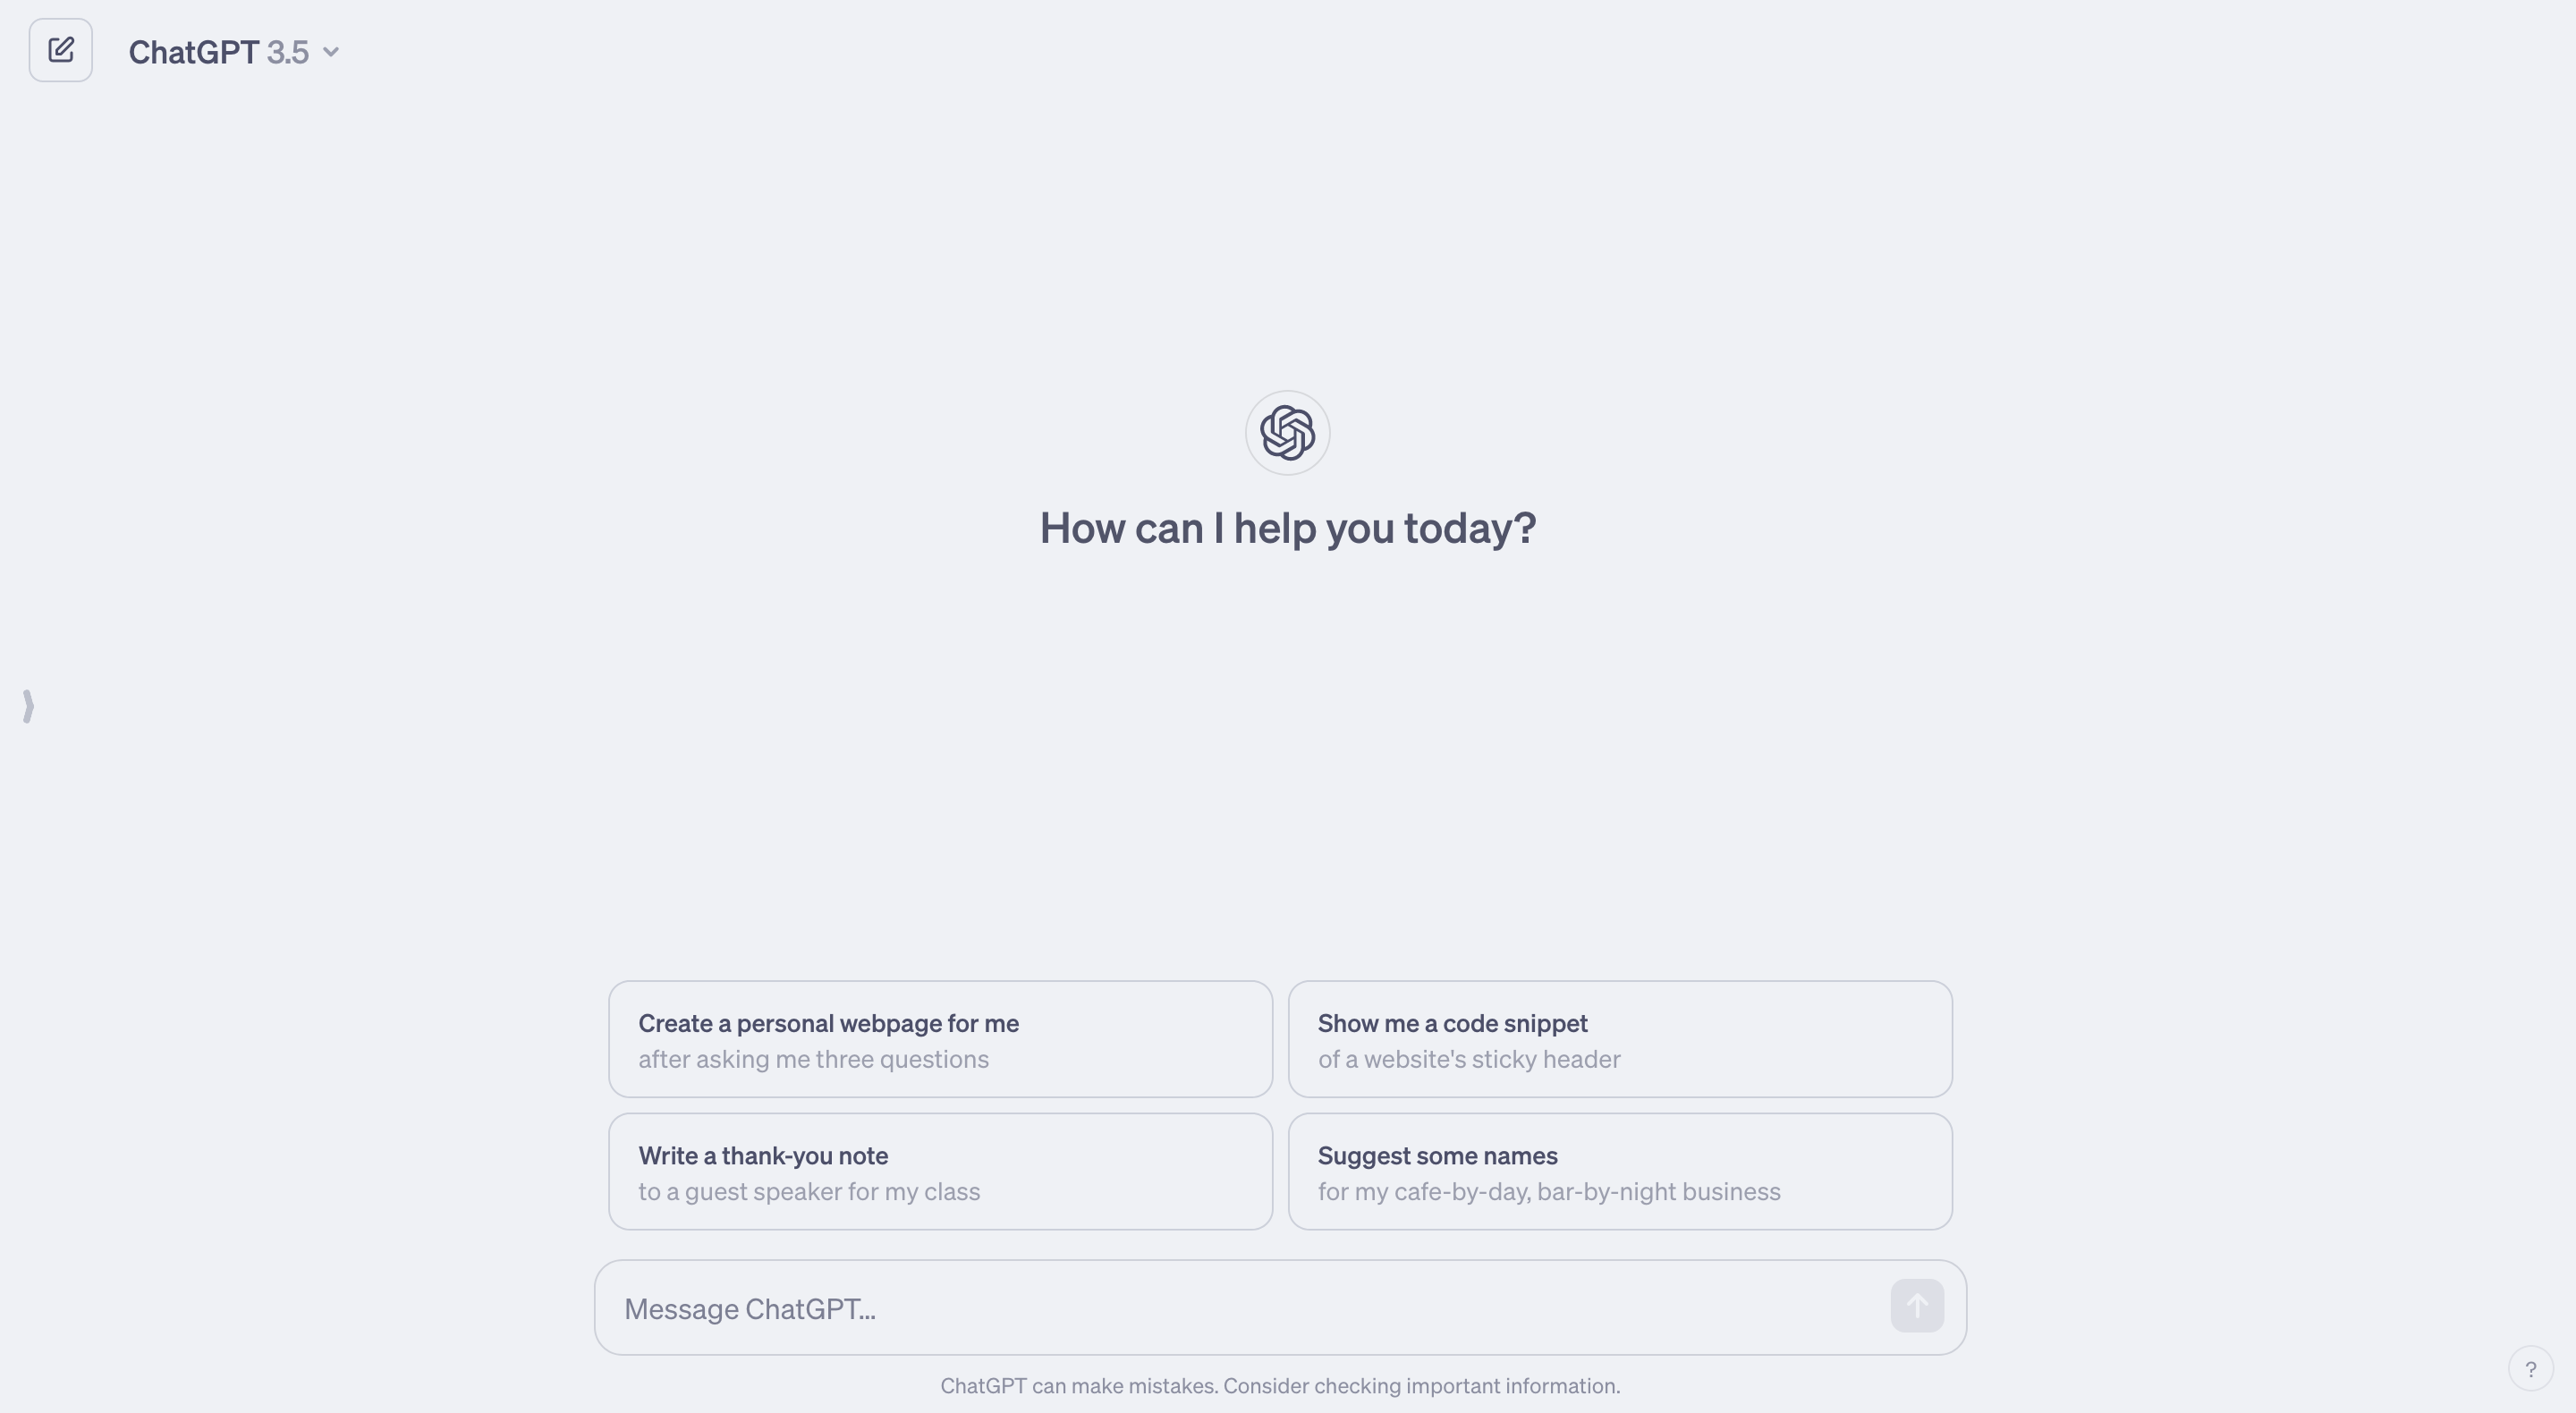 ChatGPT 3.5
How can I help you today?
Create a personal webpage for me
after asking me three questions
Show me a code snippet
of a website's sticky header
Write a thank-you note
to a guest speaker for my class
Suggest some names
for my cafe-by-day, bar-by-night business
Message ChatGPT...
ChatGPT can make mistakes. Consider checking important information.
?